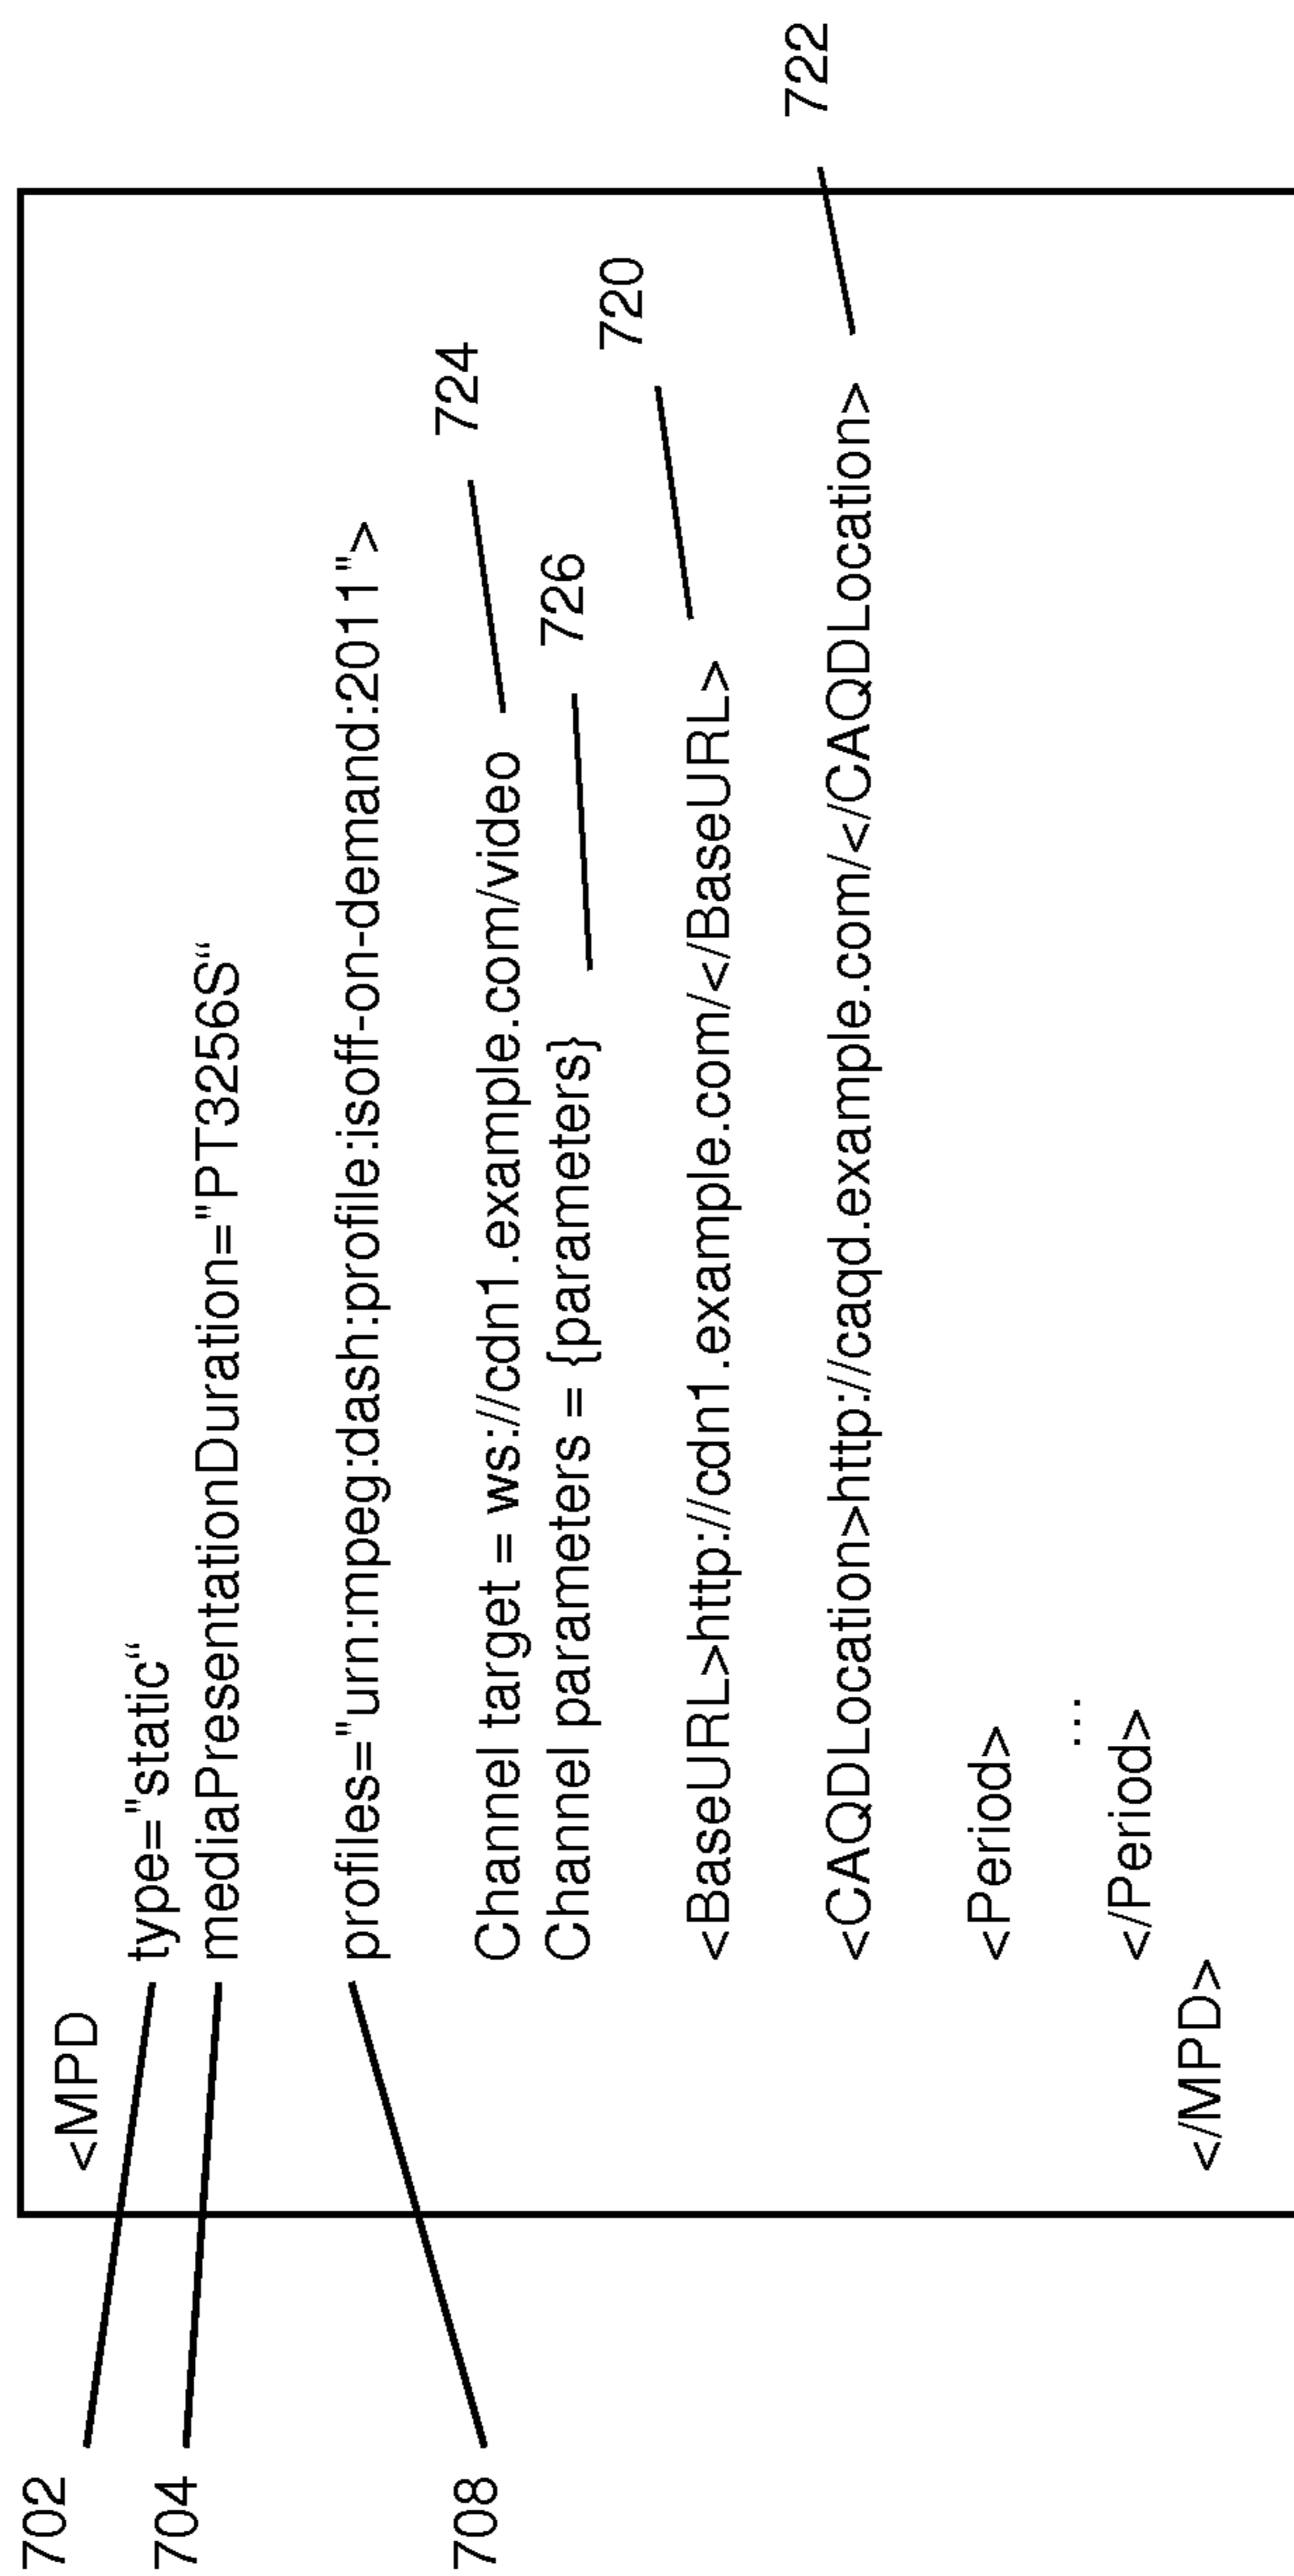 <MPD
702 type="static“
704 mediaPresentationDuration="PT3256S“
708 profiles="urn:mpeg:dash:profile:isoff-on-demand:2011">
Channel target = ws://cdn1.example.com/video 724
Channel parameters = {parameters} 726
<BaseURL>http://cdn1.example.com/</BaseURL> 720
<CAQDLocation>http://caqd.example.com/</CAQDLocation> 722
<Period>
...
</Period>
</MPD>